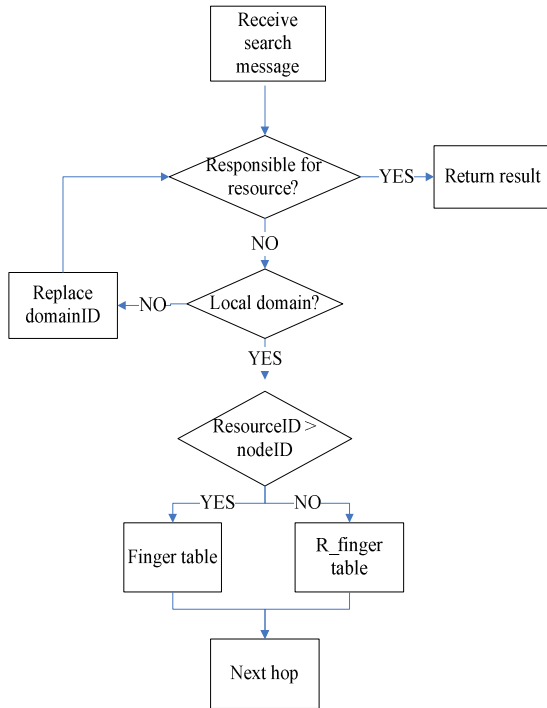 Receive
search
message
Responsible for
resource?
YES
Return result
NO
Replace
domainID
NO
Local domain?
YES
ResourceID >
nodeID
YES
NO
Finger table
R_finger
table
Next hop